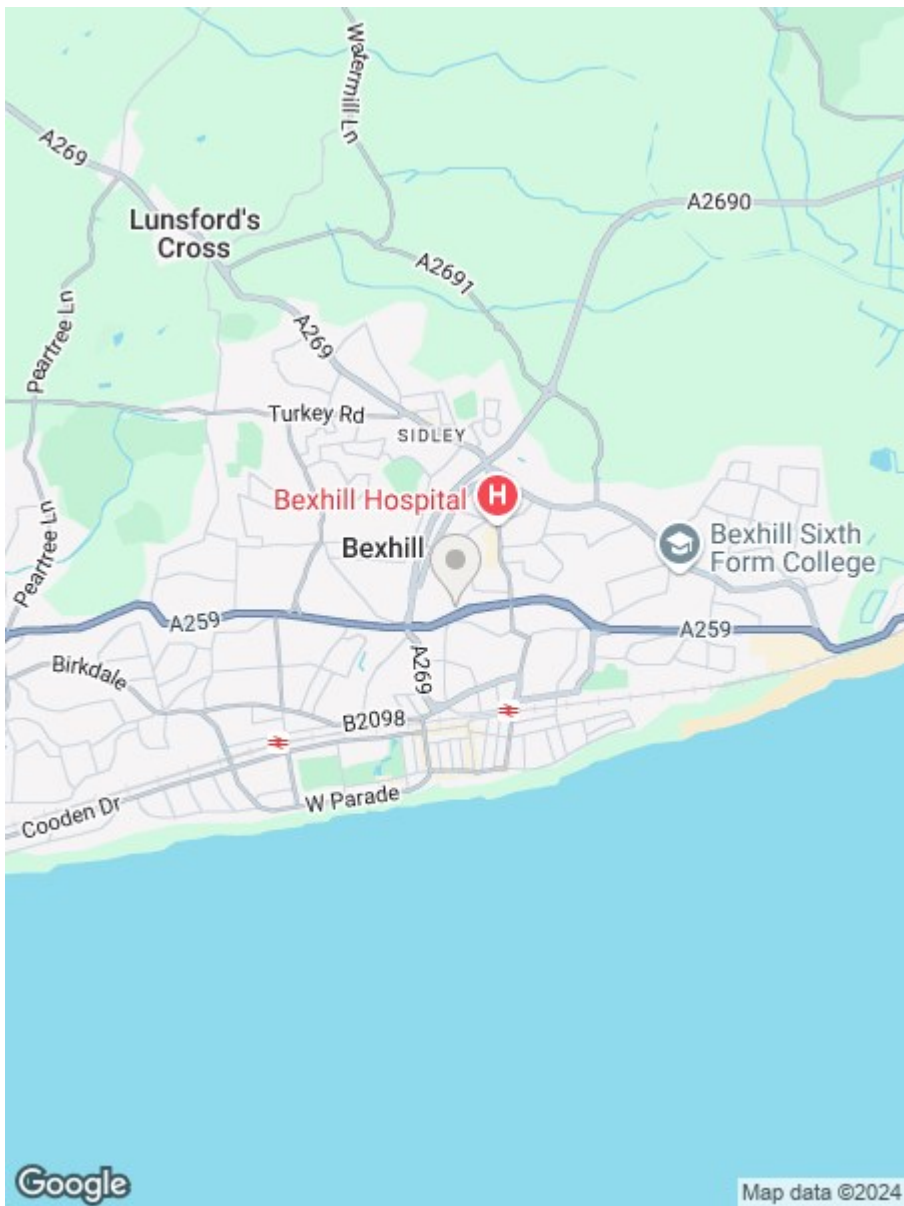 Watermill Ln
A269
A2690
Lunsford's
Cross
A2691
Peartree Ln
A269
Turkey Rd
SIDLEY
Bexhill Hospital
H
Bexhill
Bexhill Sixth
Form College
Peartree Ln
A259
A259
Birkdale
A269
B2098
W Parade
Cooden Dr
Google
Map data ©2024